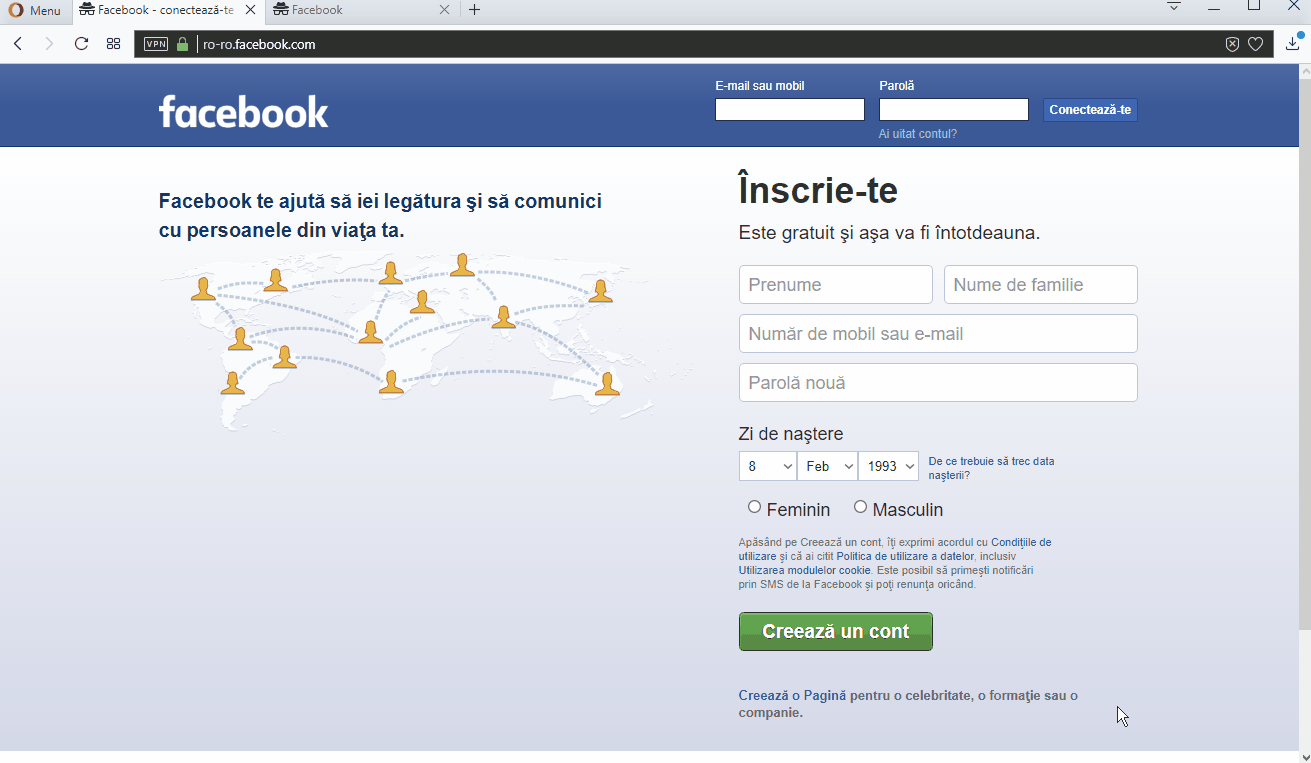 Menu
Facebook - conectează-te
Facebook
VPN
ro-ro.facebook.com
facebook
E-mail sau mobil
Parolă
Conectează-te
Ai uitat contul?
Facebook te ajută să iei legătura şi să comunici
cu persoanele din viaţa ta.
Înscrie-te
Este gratuit şi aşa va fi întotdeauna.
Prenume
Nume de familie
Număr de mobil sau e-mail
Parolă nouă
Zi de naştere
8
Feb
1993
De ce trebuie să trec data
naşterii?
Feminin
Masculin
Apăsând pe Creează un cont, îţi exprimi acordul cu Condiţiile de
utilizare şi că ai citit Politica de utilizare a datelor, inclusiv
Utilizarea modulelor cookie. Este posibil să primeşti notificări
prin SMS de la Facebook şi poţi renunţa oricând.
Creează un cont
Creează o Pagină pentru o celebritate, o formaţie sau o
companie.